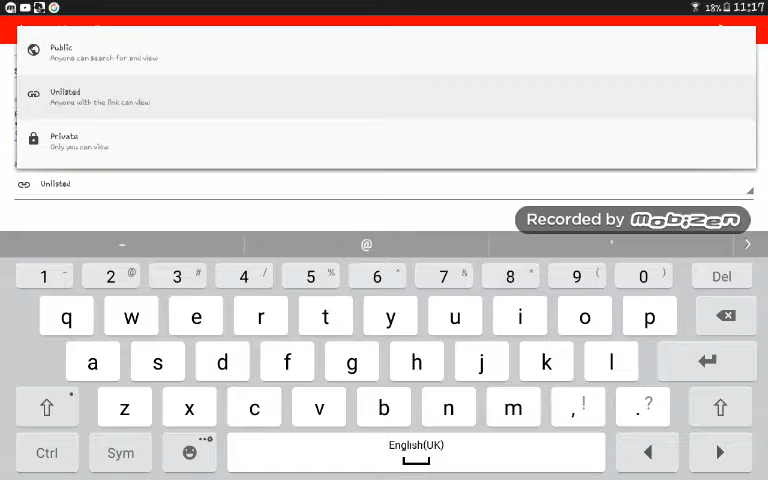 18% 11:17
Public
Anyone can search for and view
Unlisted
Anyone with the link can view
Private
Only you can view
Unlisted
Recorded by Mobizen
- @ '
1 - 2 @ 3 # 4 / 5 % 6 ^ 7 & 8 * 9 ( 0 ) Del
q w e r t y u i o p
a s d f g h j k l
z x c v b n m , ! . ?
Ctrl Sym English(UK)